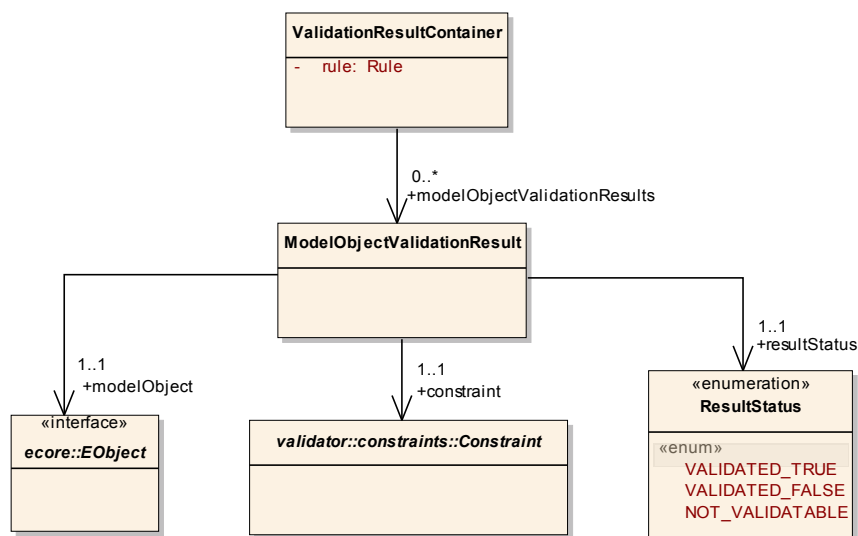 ValidationResultContainer
- rule: Rule
0..*
+modelObjectValidationResults
ModelObjectValidationResult
1..1
+modelObject
1..1
+constraint
1..1
+resultStatus
«interface»
ecore::EObject
validator::constraints::Constraint
«enumeration»
ResultStatus
«enum»
VALIDATED_TRUE
VALIDATED_FALSE
NOT_VALIDATABLE